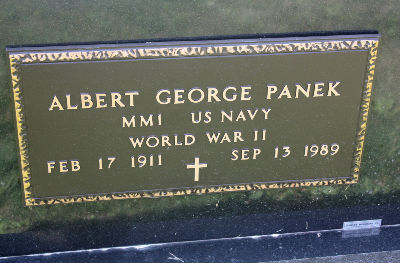 ALBERT GEORGE PANEK
MM1 US NAVY
WORLD WAR II
FEB 17 1911 SEP 13 1989